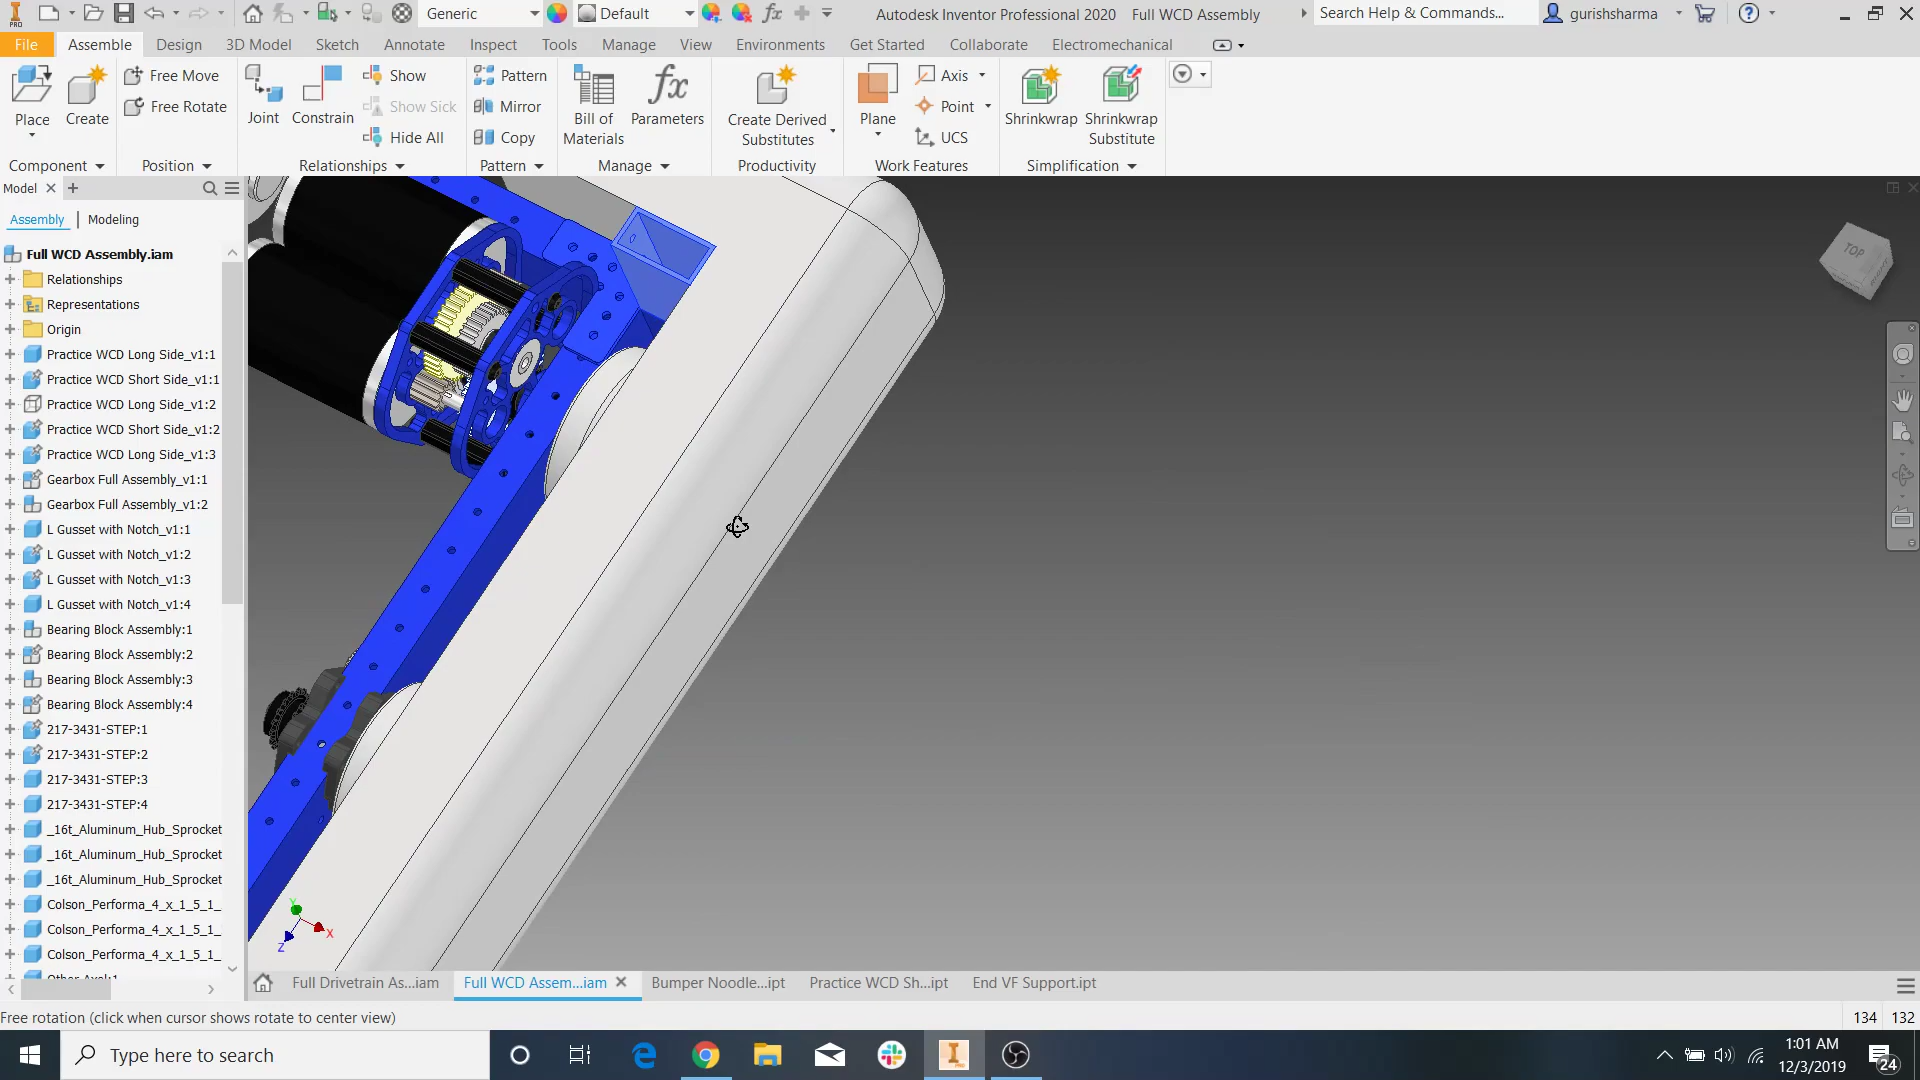 Generic
Default
fx
Autodesk Inventor Professional 2020 Full WCD Assembly
Search Help & Commands...
gurishsharma
File Assemble Design 3D Model Sketch Annotate Inspect Tools Manage View Environments Get Started Collaborate Electromechanical
Place
Create
Component
Free Move
Free Rotate
Position
Joint
Constrain
Show
Show Sick
Hide All
Relationships
Pattern
Mirror
Copy
Pattern
Bill of
Materials
fx
Parameters
Manage
Create Derived
Substitutes
Productivity
Plane
Axis
Point
UCS
Work Features
Shrinkwrap
Shrinkwrap
Substitute
Simplification
Model
Assembly | Modeling
Full WCD Assembly.iam
Relationships
Representations
Origin
Practice WCD Long Side_v1:1
Practice WCD Short Side_v1:1
Practice WCD Long Side_v1:2
Practice WCD Short Side_v1:2
Practice WCD Long Side_v1:3
Gearbox Full Assembly_v1:1
Gearbox Full Assembly_v1:2
L Gusset with Notch_v1:1
L Gusset with Notch_v1:2
L Gusset with Notch_v1:3
L Gusset with Notch_v1:4
Bearing Block Assembly:1
Bearing Block Assembly:2
Bearing Block Assembly:3
Bearing Block Assembly:4
217-3431-STEP:1
217-3431-STEP:2
217-3431-STEP:3
217-3431-STEP:4
_16t_Aluminum_Hub_Sprocket
_16t_Aluminum_Hub_Sprocket
_16t_Aluminum_Hub_Sprocket
Colson_Performa_4_x_1_5_1_
Colson_Performa_4_x_1_5_1_
Colson_Performa_4_x_1_5_1_
TOP
Y
X
Z
Full Drivetrain As...iam
Full WCD Assem...iam
Bumper Noodle...ipt
Practice WCD Sh...ipt
End VF Support.ipt
Free rotation (click when cursor shows rotate to center view)
134 132
Type here to search
1:01 AM
12/3/2019
24